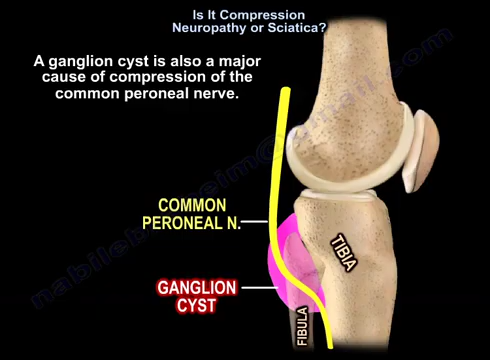 Is It Compression
Neuropathy or Sciatica?
A ganglion cyst is also a major
cause of compression of the
common peroneal nerve.
COMMON
PERONEAL N.
TIBIA
GANGLION
CYST
FIBULA